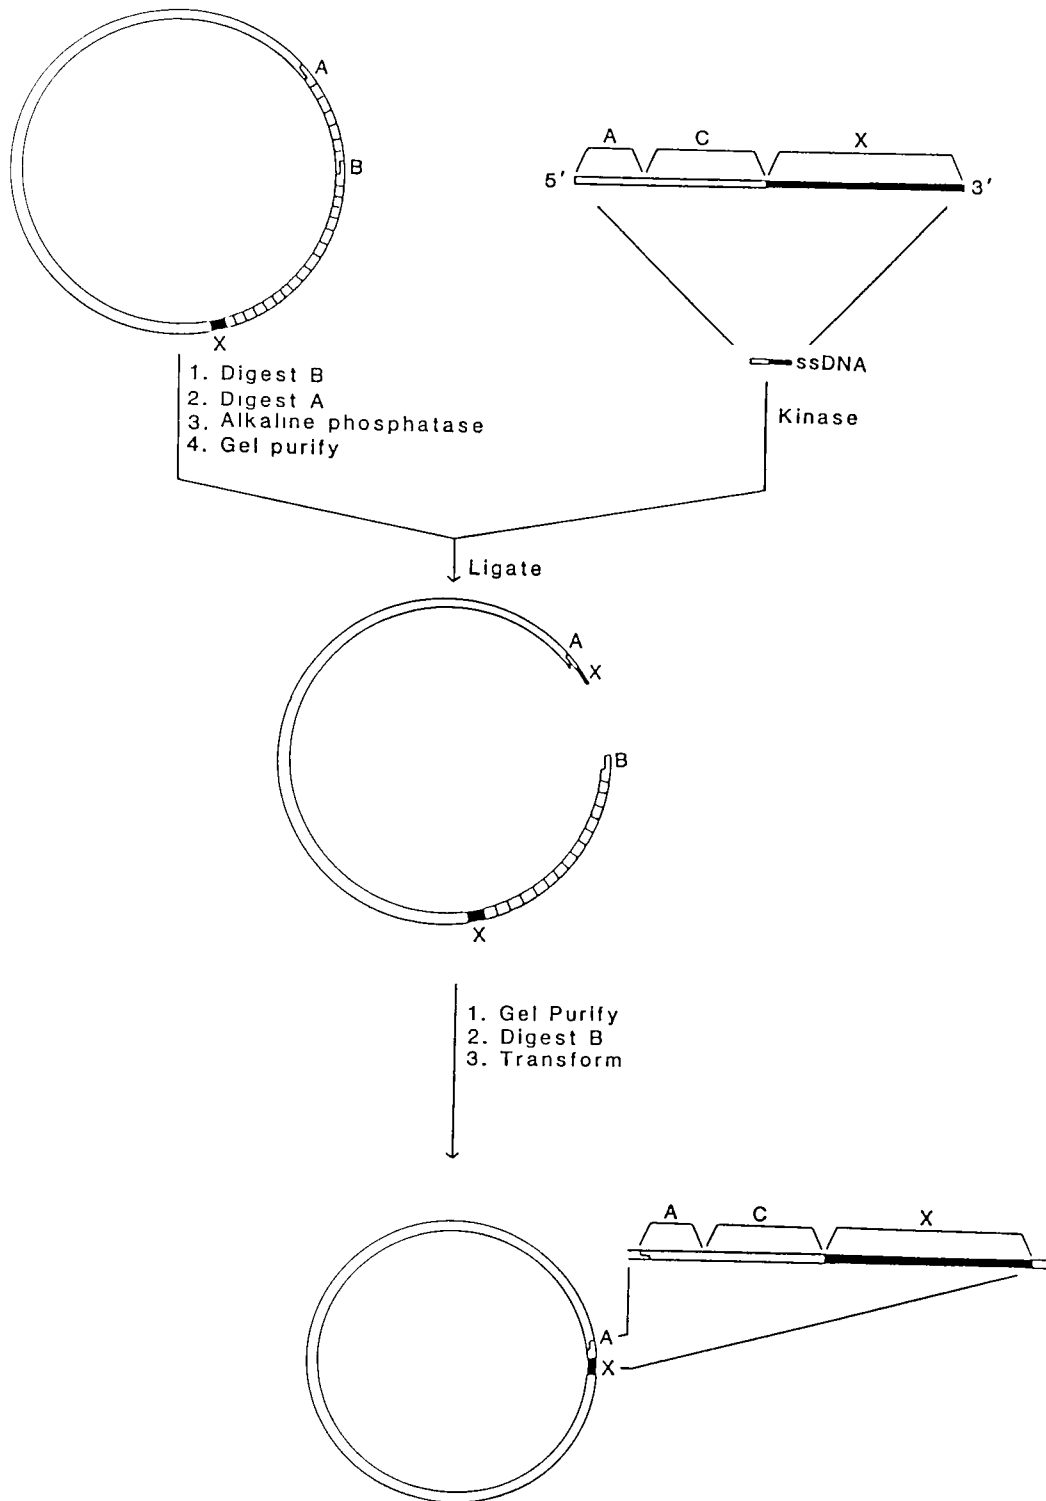 A
B
X
A C X
5' 3'
ssDNA
1. Digest B
2. Digest A
3. Alkaline phosphatase
4. Gel purify
Kinase
Ligate
A
X
B
X
1. Gel Purify
2. Digest B
3. Transform
A C X
A
X